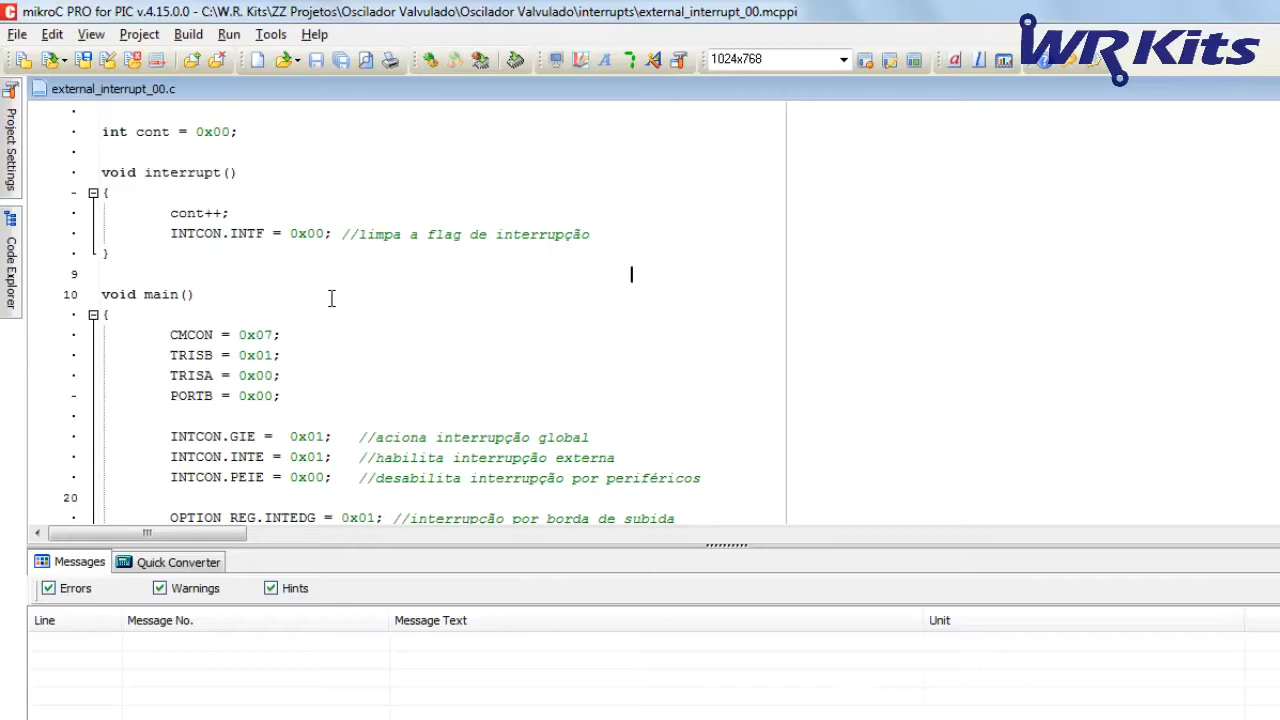 mikroC PRO for PIC v.4.15.0.0 - C:\W.R. Kits\ZZ Projetos\Oscilador Valvulado\Oscilador Valvulado\interrupts\external_interrupt_00.mcppi
WR Kits
File Edit View Project Build Run Tools Help
1024x768
external_interrupt_00.c
Project Settings
Code Explorer
int cont = 0x00;
void interrupt()
{
cont++;
INTCON.INTF = 0x00; //limpa a flag de interrupção
}
9
10 void main()
{
CMCON = 0x07;
TRISB = 0x01;
TRISA = 0x00;
PORTB = 0x00;
INTCON.GIE = 0x01; //aciona interrupção global
INTCON.INTE = 0x01; //habilita interrupção externa
INTCON.PEIE = 0x00; //desabilita interrupção por periféricos
20
OPTION_REG.INTEDG = 0x01; //interrupção por borda de subida
Messages Quick Converter
Errors Warnings Hints
Line Message No. Message Text Unit